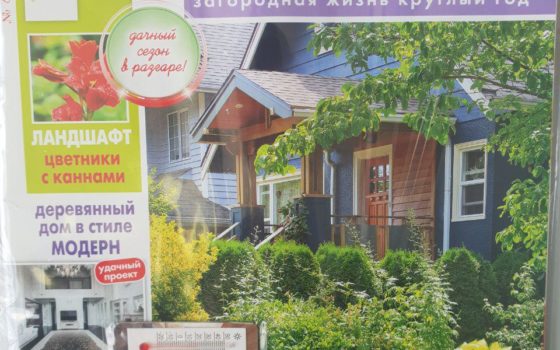 загородная жизнь круглый год
дачный
сезон
в разгаре!
ЛАНДШАФТ
цветники
с каннами
деревянный
дом в стиле
МОДЕРН
удачный
проект